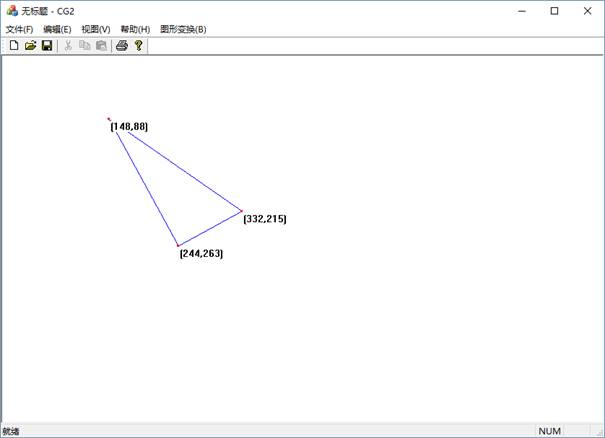 无标题 - CG2
文件(F) 编辑(E) 视图(V) 帮助(H) 图形变换(B)
(148,88)
(332,215)
(244,263)
就绪 NUM